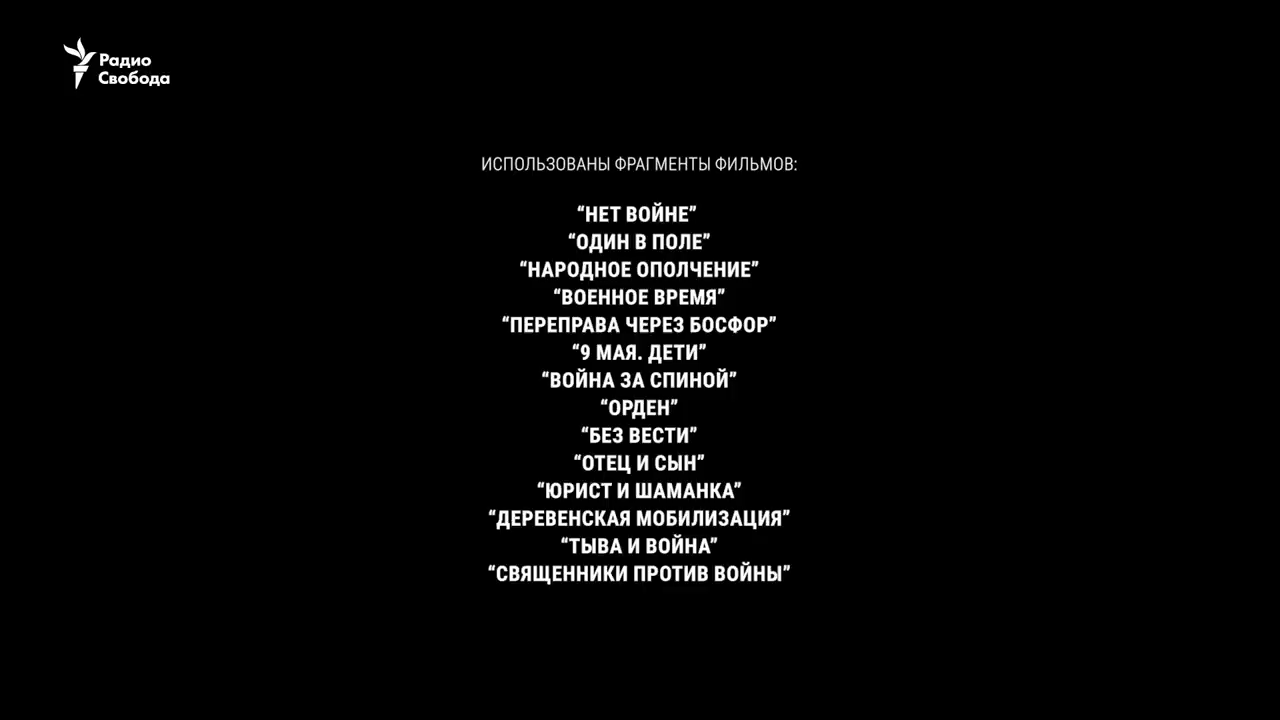 Радио
Свобода
ИСПОЛЬЗОВАНЫ ФРАГМЕНТЫ ФИЛЬМОВ:
“НЕТ ВОЙНЕ”
“ОДИН В ПОЛЕ”
“НАРОДНОЕ ОПОЛЧЕНИЕ”
“ВОЕННОЕ ВРЕМЯ”
“ПЕРЕПРАВА ЧЕРЕЗ БОСФОР”
“9 МАЯ. ДЕТИ”
“ВОЙНА ЗА СПИНОЙ”
“ОРДЕН”
“БЕЗ ВЕСТИ”
“ОТЕЦ И СЫН”
“ЮРИСТ И ШАМАНКА”
“ДЕРЕВЕНСКАЯ МОБИЛИЗАЦИЯ”
“ТЫВА И ВОЙНА”
“СВЯЩЕННИКИ ПРОТИВ ВОЙНЫ”